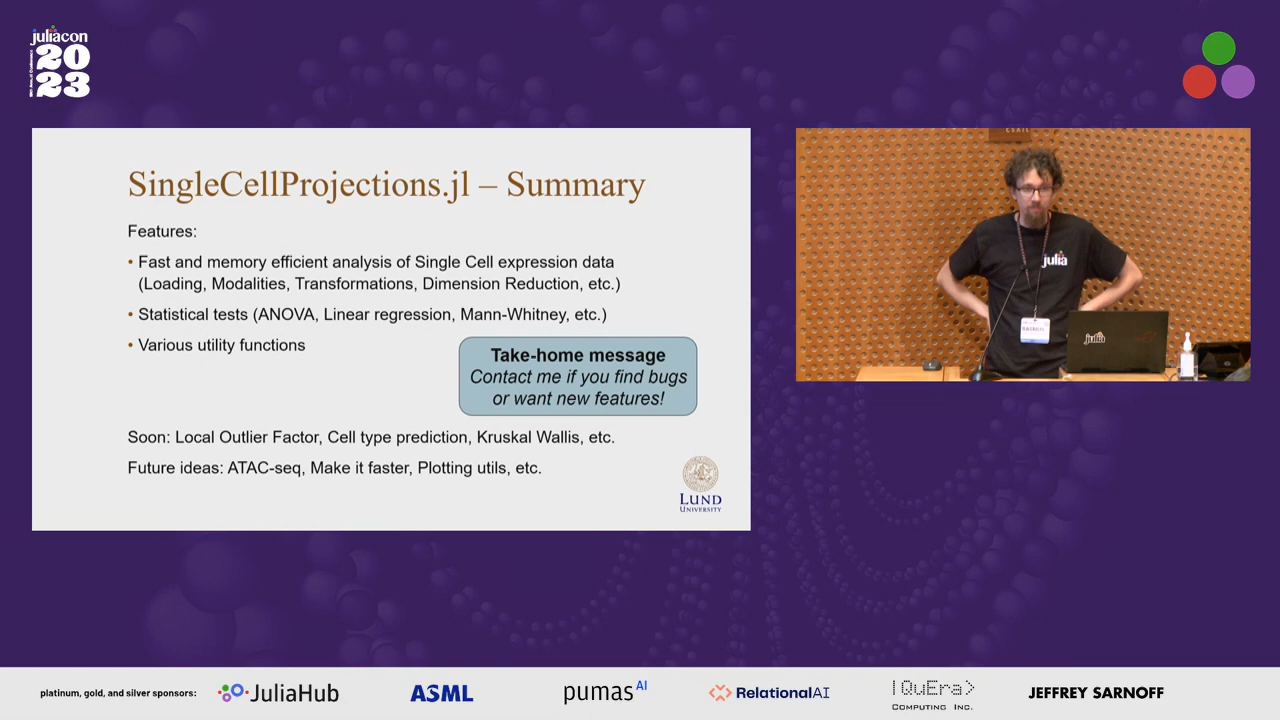 juliacon
20
23
SingleCellProjections.jl – Summary
Features:
• Fast and memory efficient analysis of Single Cell expression data
(Loading, Modalities, Transformations, Dimension Reduction, etc.)
• Statistical tests (ANOVA, Linear regression, Mann-Whitney, etc.)
• Various utility functions
Take-home message
Contact me if you find bugs
or want new features!
Soon: Local Outlier Factor, Cell type prediction, Kruskal Wallis, etc.
Future ideas: ATAC-seq, Make it faster, Plotting utils, etc.
LUND
UNIVERSITY
CSAIL
julia
julia
platinum, gold, and silver sponsors:
JuliaHub
ASML
pumas AI
RelationalAI
|QuEra>
COMPUTING INC.
JEFFREY SARNOFF